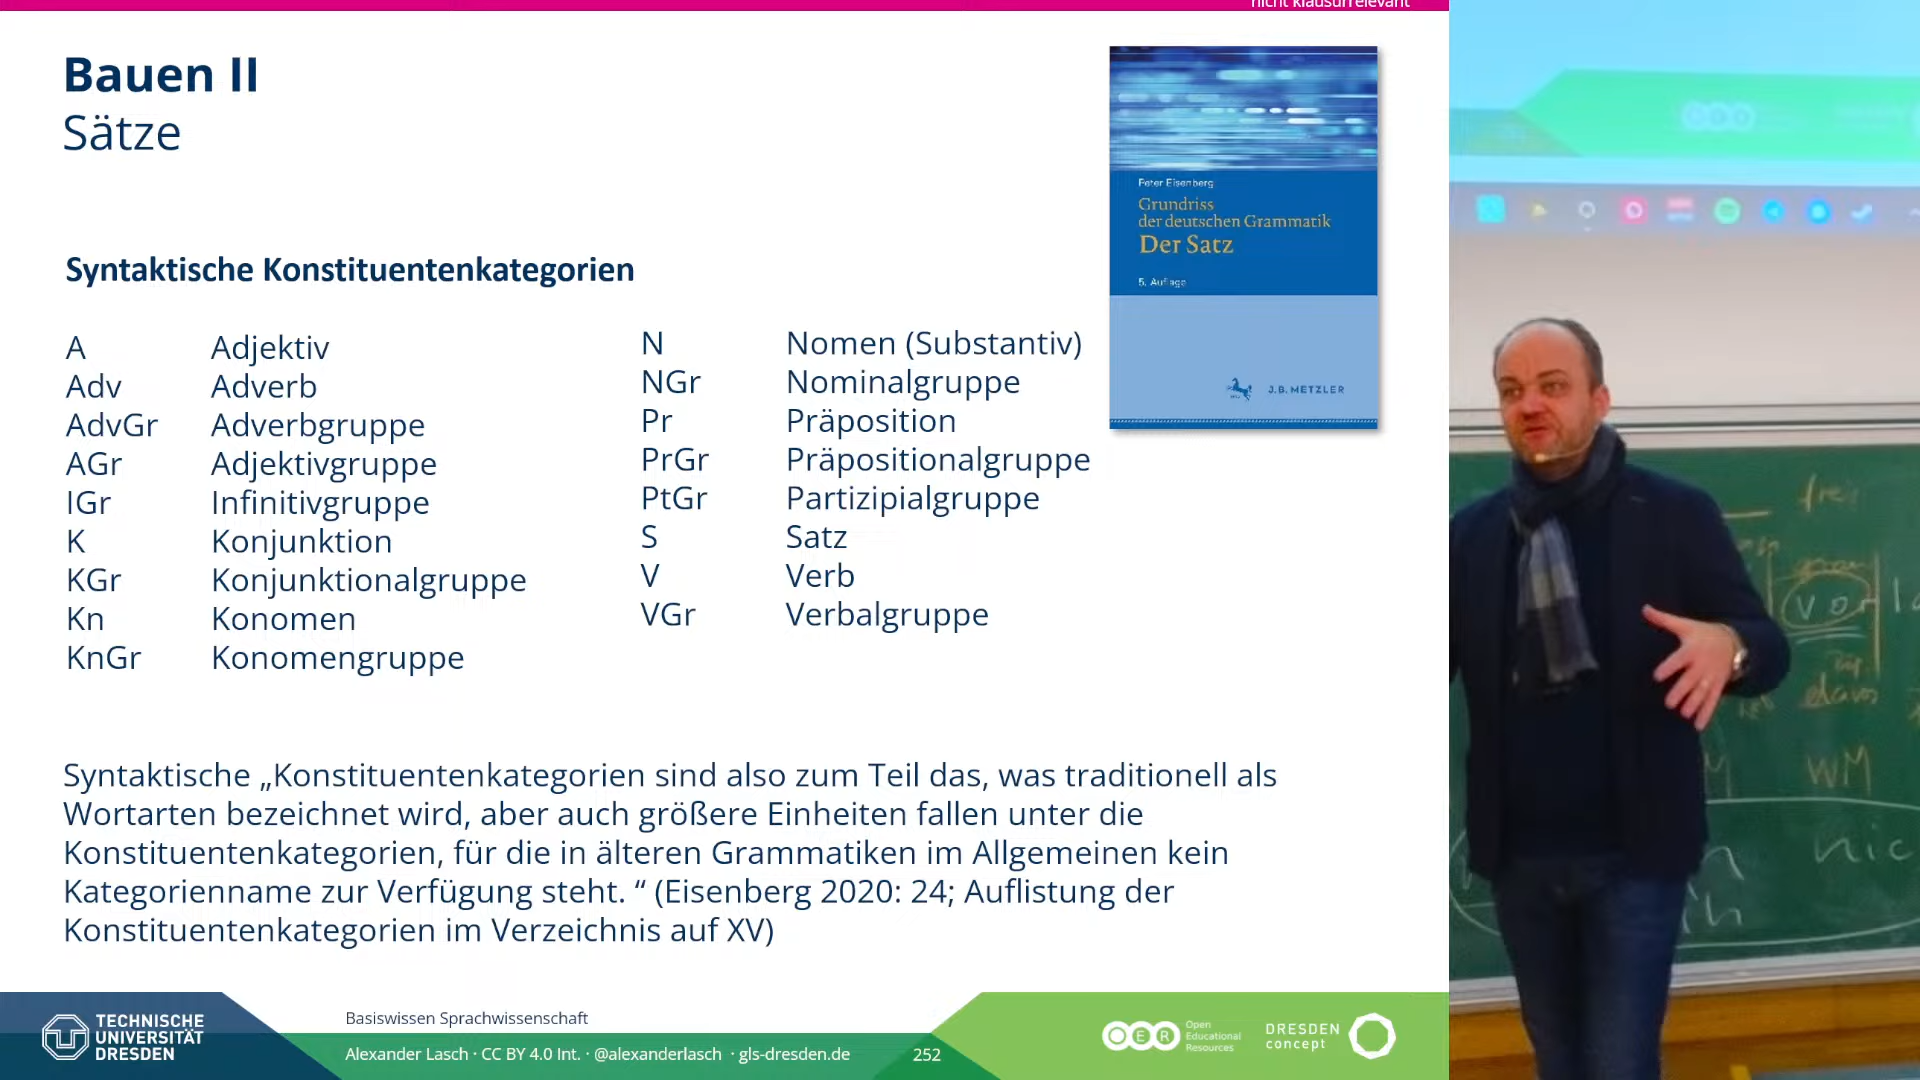 nicht klausurrelevant
Bauen II
Sätze
Peter Eisenberg
Grundriss
der deutschen Grammatik
Der Satz
5. Auflage
J.B. METZLER
Syntaktische Konstituentenkategorien
A Adjektiv
Adv Adverb
AdvGr Adverbgruppe
AGr Adjektivgruppe
IGr Infinitivgruppe
K Konjunktion
KGr Konjunktionalgruppe
Kn Konomen
KnGr Konomengruppe
N Nomen (Substantiv)
NGr Nominalgruppe
Pr Präposition
PrGr Präpositionalgruppe
PtGr Partizipialgruppe
S Satz
V Verb
VGr Verbalgruppe
Syntaktische „Konstituentenkategorien sind also zum Teil das, was traditionell als
Wortarten bezeichnet wird, aber auch größere Einheiten fallen unter die
Konstituentenkategorien, für die in älteren Grammatiken im Allgemeinen kein
Kategorienname zur Verfügung steht. “ (Eisenberg 2020: 24; Auflistung der
Konstituentenkategorien im Verzeichnis auf XV)
TECHNISCHE
UNIVERSITÄT
DRESDEN
Basiswissen Sprachwissenschaft
Alexander Lasch · CC BY 4.0 Int. · @alexanderlasch · gls-dresden.de
252
OER
Open
Educational
Resources
DRESDEN
concept
vor
WM